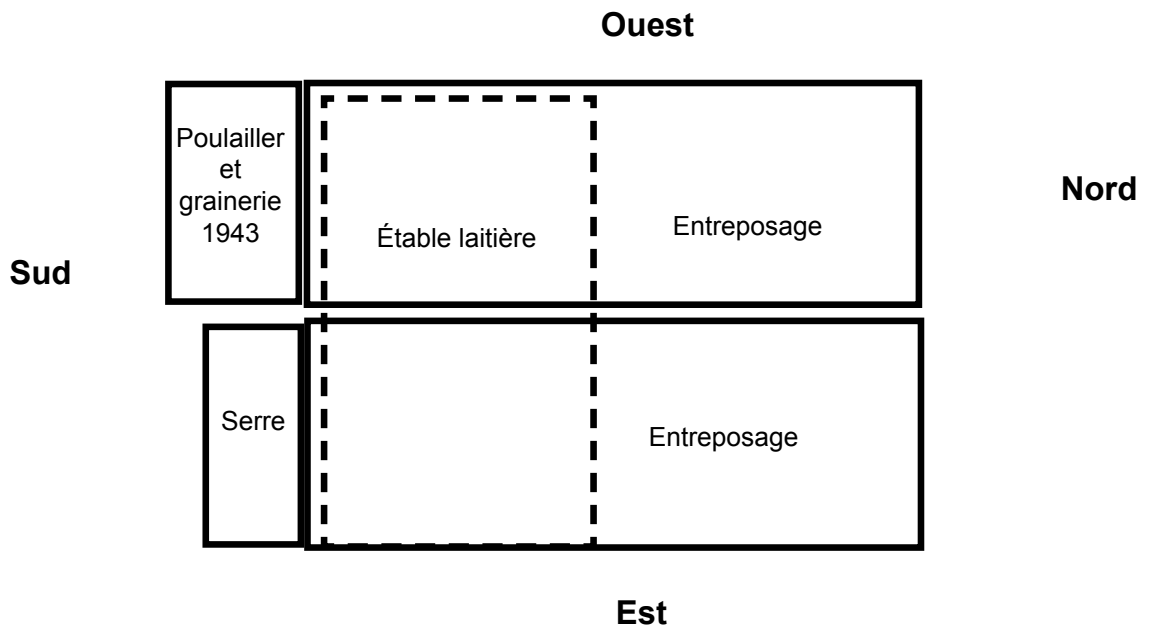 Ouest
Poulailler
et
grainerie
1943
Étable laitière
Entreposage
Nord
Sud
Serre
Entreposage
Est